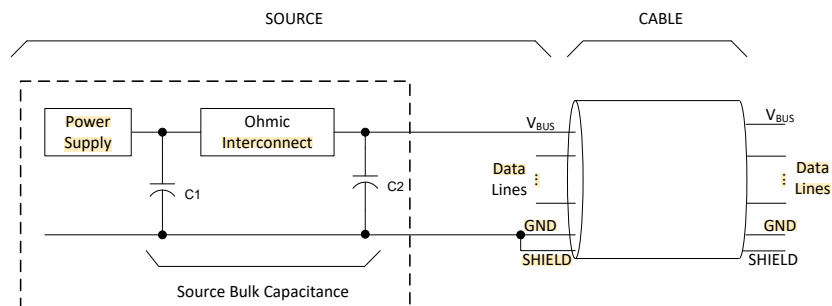 SOURCE
CABLE
Power
Supply
Ohmic
Interconnect
C1
C2
Source Bulk Capacitance
VBUS
Data
Lines
GND
SHIELD
VBUS
Data
Lines
GND
SHIELD